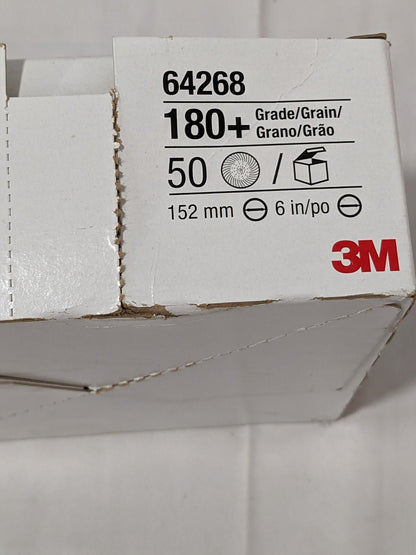 64268
180+ Grade/Grain/
Grano/Grão
50 /
152 mm 6 in/po
3M